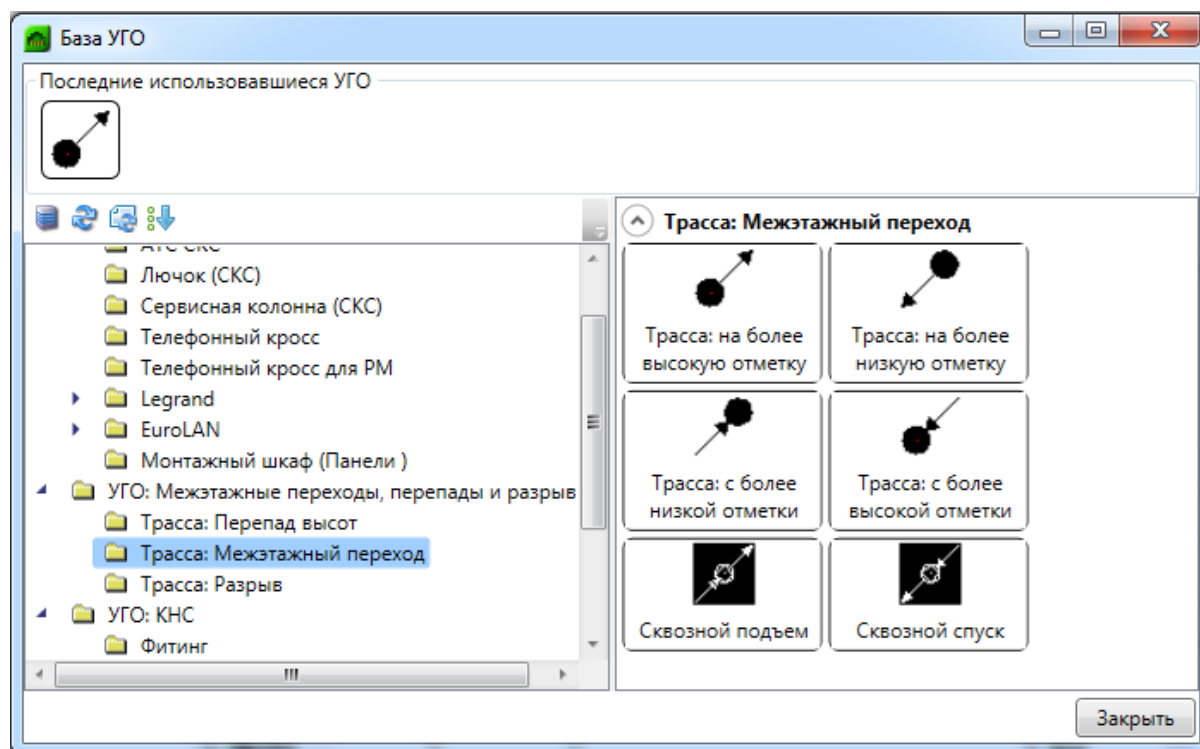 База УГО
Последние использовавшиеся УГО
АТС СКС
Лючок (СКС)
Сервисная колонна (СКС)
Телефонный кросс
Телефонный кросс для РМ
Legrand
EuroLAN
Монтажный шкаф (Панели )
УГО: Межэтажные переходы, перепады и разрыв
Трасса: Перепад высот
Трасса: Межэтажный переход
Трасса: Разрыв
УГО: КНС
Фитинг
Трасса: Межэтажный переход
Трасса: на более
высокую отметку
Трасса: на более
низкую отметку
Трасса: с более
низкой отметки
Трасса: с более
высокой отметки
Сквозной подъем
Сквозной спуск
Закрыть